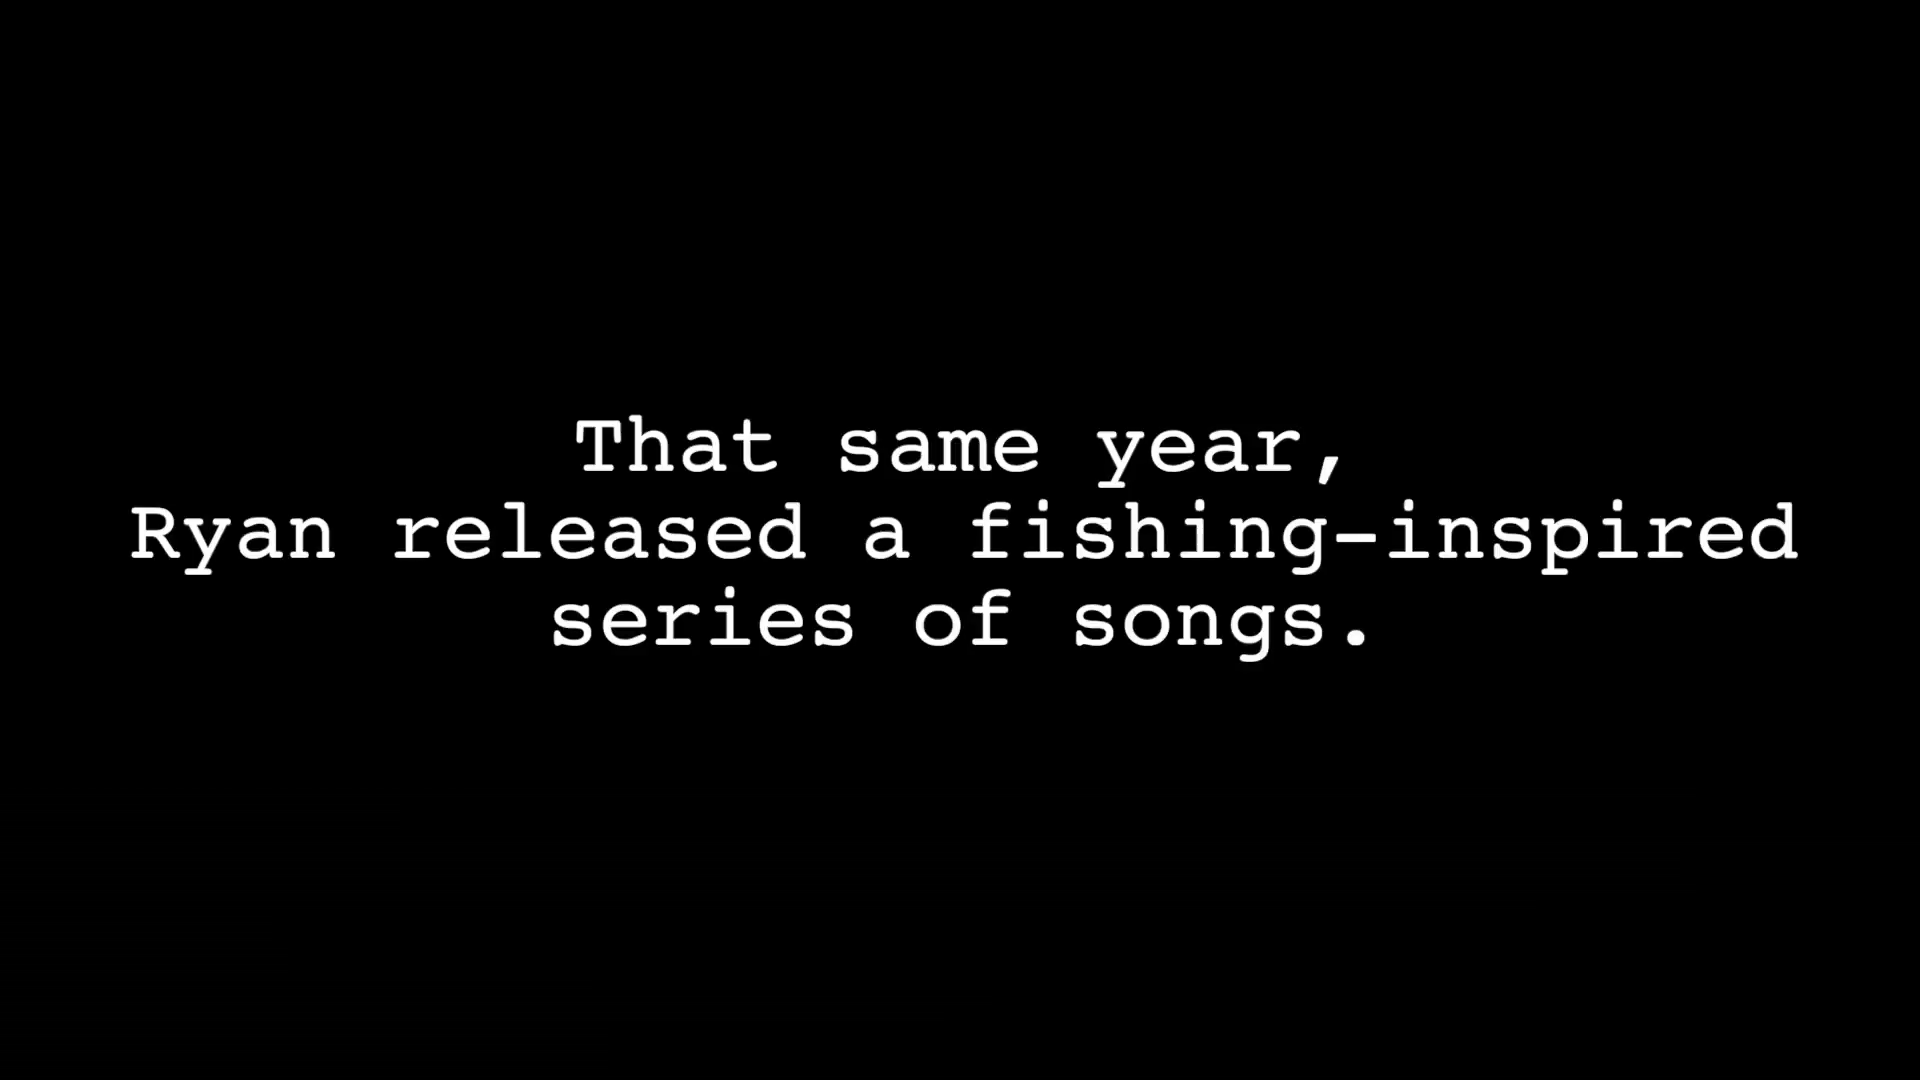 That same year,
Ryan released a fishing-inspired
series of songs.